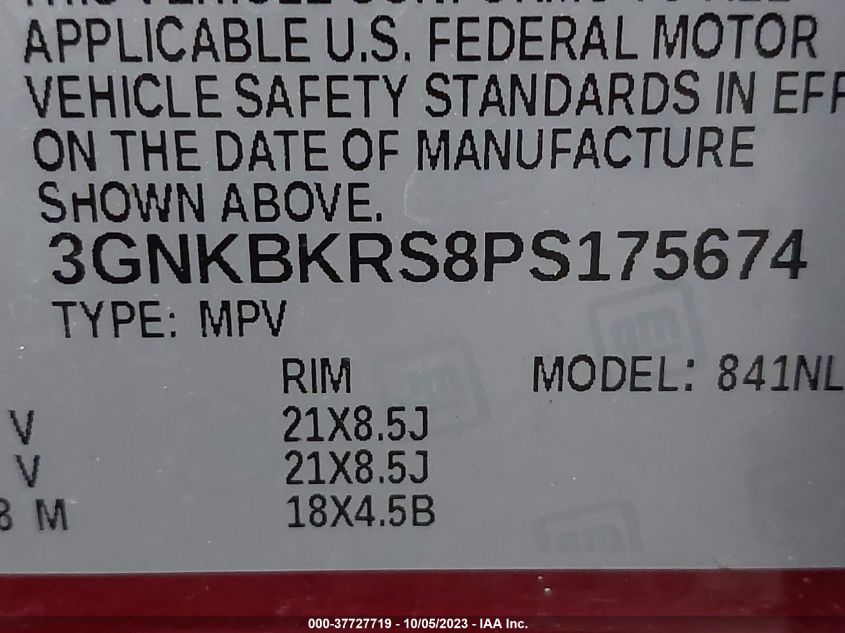 APPLICABLE U.S. FEDERAL MOTOR
VEHICLE SAFETY STANDARDS IN EFF
ON THE DATE OF MANUFACTURE
SHOWN ABOVE.
3GNKBKRS8PS175674
TYPE: MPV
RIM MODEL: 841NL
V 21X8.5J
V 21X8.5J
8 M 18X4.5B
000-37727719 - 10/05/2023 - IAA Inc.